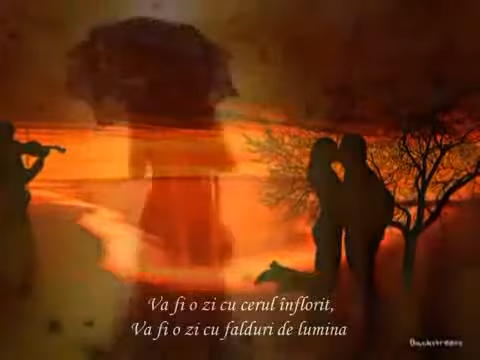 Va fi o zi cu cerul înflorit,
Va fi o zi cu falduri de lumina